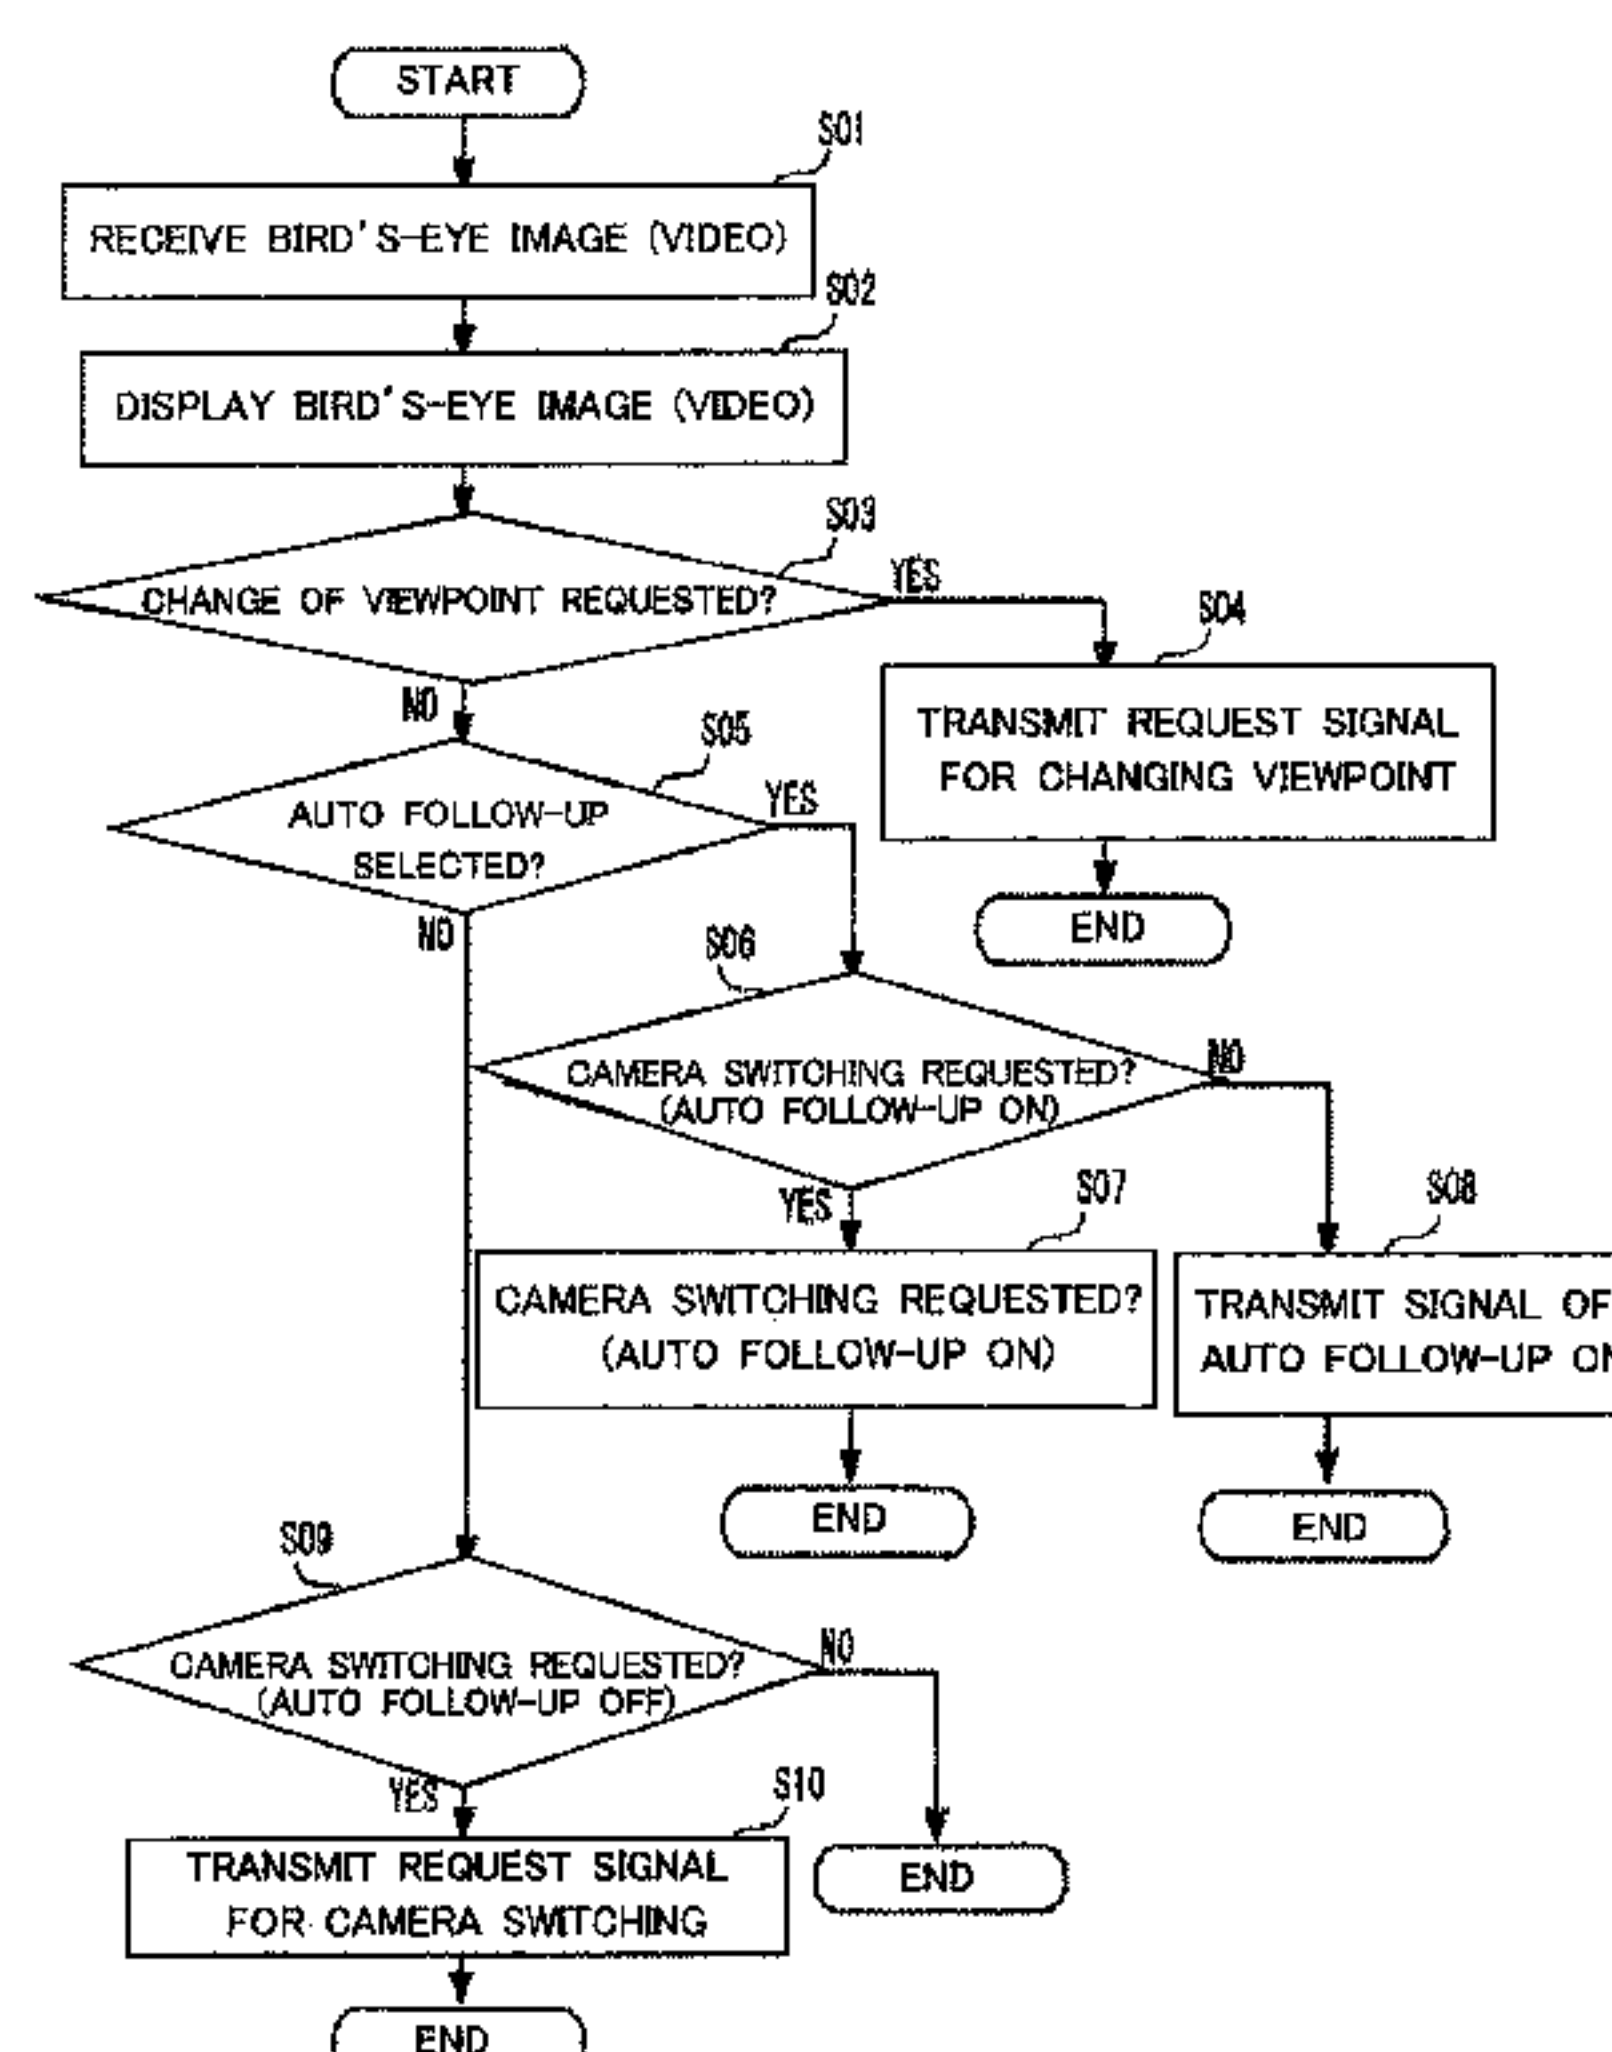 START
S01
RECEIVE BIRD'S-EYE IMAGE (VIDEO)
S02
DISPLAY BIRD'S-EYE IMAGE (VIDEO)
S03
CHANGE OF VIEWPOINT REQUESTED?
YES
NO
S04
TRANSMIT REQUEST SIGNAL
FOR CHANGING VIEWPOINT
END
S05
AUTO FOLLOW-UP
SELECTED?
YES
NO
S06
CAMERA SWITCHING REQUESTED?
(AUTO FOLLOW-UP ON)
NO
YES
S07
CAMERA SWITCHING REQUESTED?
(AUTO FOLLOW-UP ON)
END
S08
TRANSMIT SIGNAL OF
AUTO FOLLOW-UP ON
END
S09
CAMERA SWITCHING REQUESTED?
(AUTO FOLLOW-UP OFF)
NO
YES
END
S10
TRANSMIT REQUEST SIGNAL
FOR CAMERA SWITCHING
END